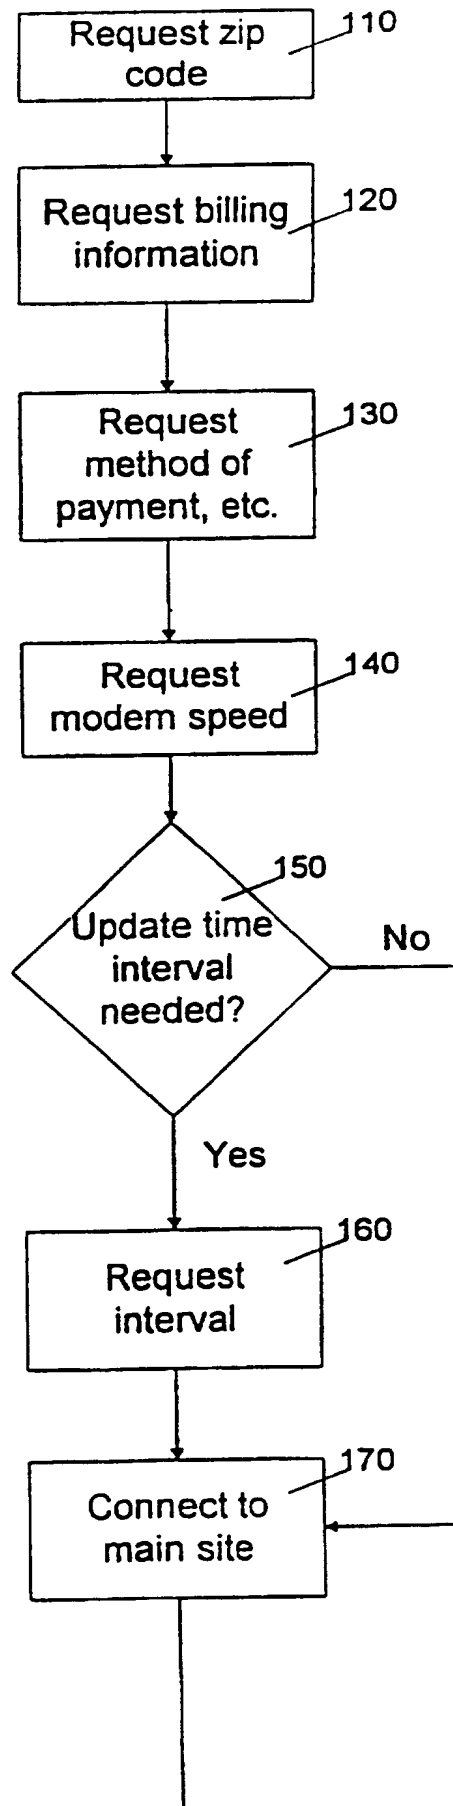 Request zip
code
110
Request billing
information
120
Request
method of
payment, etc.
130
Request
modem speed
140
150
Update time
interval
needed?
No
Yes
160
Request
interval
170
Connect to
main site